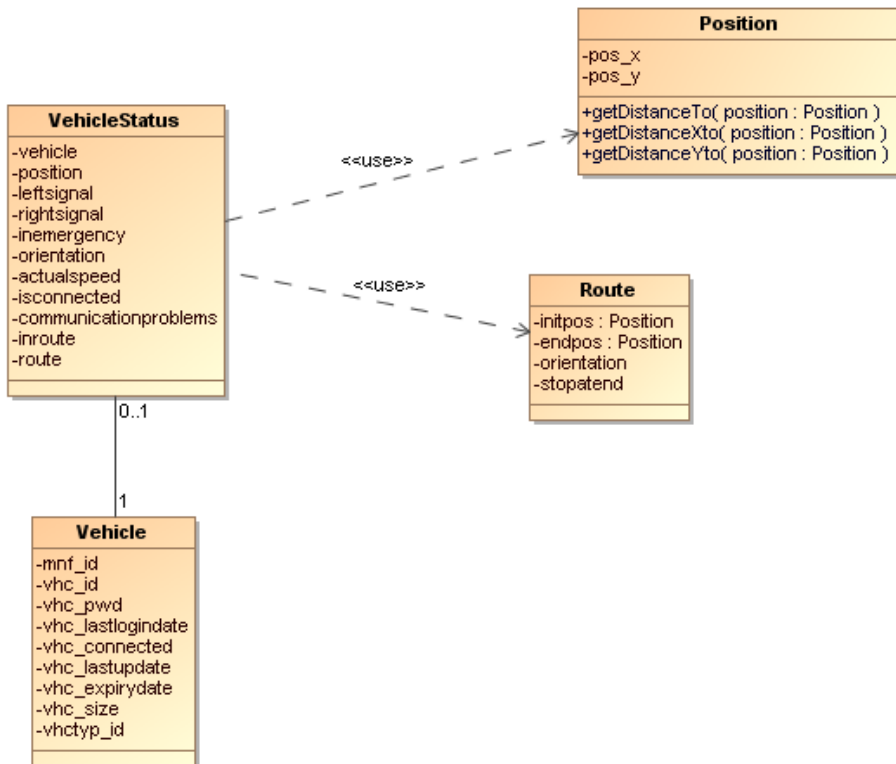 Position
-pos_x
-pos_y
+getDistanceTo( position : Position )
+getDistanceXto( position : Position )
+getDistanceYto( position : Position )
VehicleStatus
-vehicle
-position
-leftsignal
-rightsignal
-inemergency
-orientation
-actualspeed
-isconnected
-communicationproblems
-inroute
-route
<<use>>
<<use>>
Route
-initpos : Position
-endpos : Position
-orientation
-stopatend
0..1
1
Vehicle
-mnf_id
-vhc_id
-vhc_pwd
-vhc_lastlogindate
-vhc_connected
-vhc_lastupdate
-vhc_expirydate
-vhc_size
-vhctyp_id